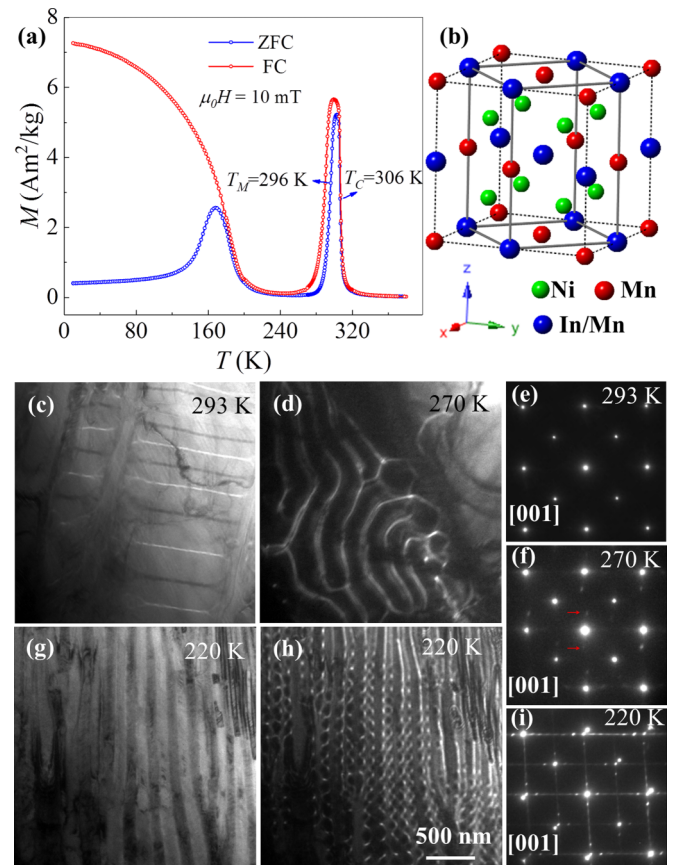 (a)
ZFC
FC
μ₀H = 10 mT
T_M=296 K
T_C=306 K
M (Am²/kg)
8
6
4
2
0
0
80
160
240
320
400
T (K)
(b)
Ni
Mn
In/Mn
z
x
y
(c)
293 K
(d)
270 K
(e)
293 K
[001]
(f)
270 K
[001]
(g)
220 K
(h)
220 K
500 nm
(i)
220 K
[001]